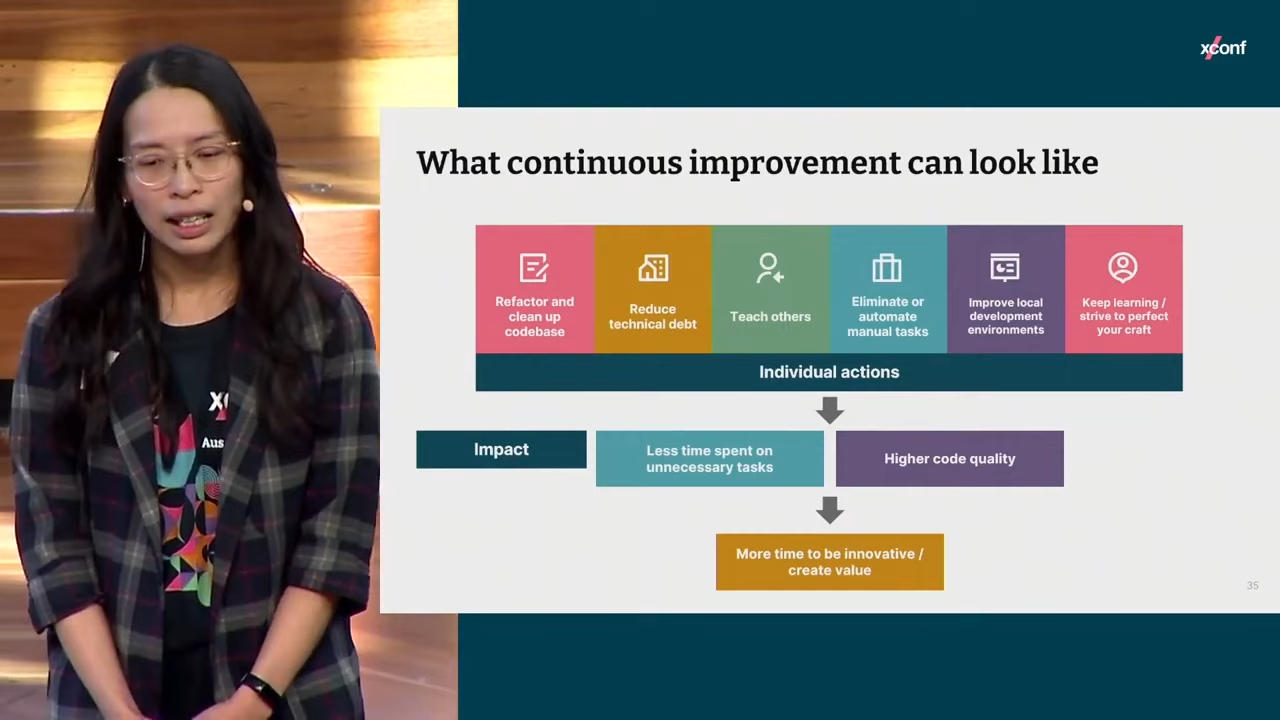 xconf
What continuous improvement can look like
Refactor and
clean up
codebase
Reduce
technical debt
Teach others
Eliminate or
automate
manual tasks
Improve local
development
environments
Keep learning /
strive to perfect
your craft
Individual actions
Impact
Less time spent on
unnecessary tasks
Higher code quality
More time to be innovative /
create value
35